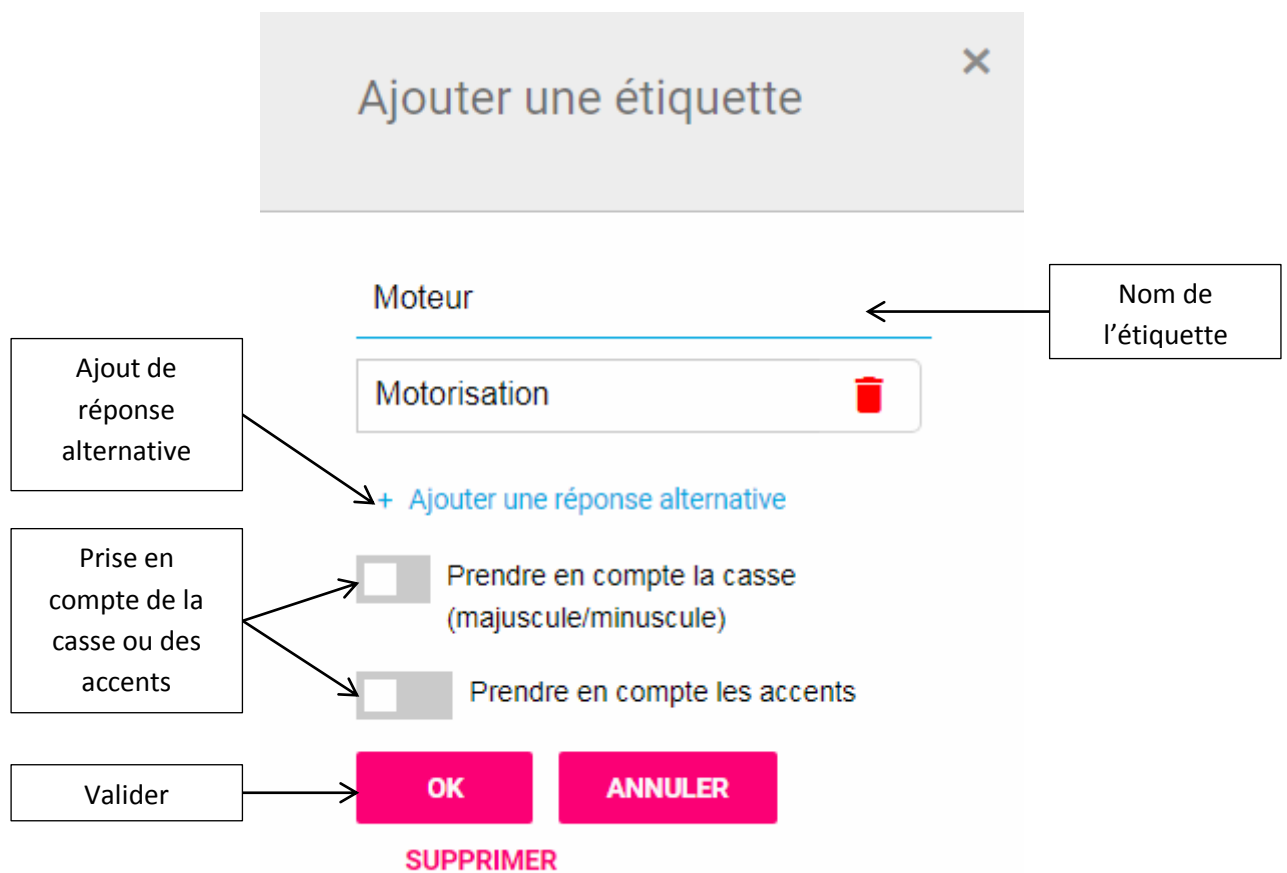 Ajouter une étiquette
×
Moteur
Nom de
l’étiquette
Motorisation
Ajout de
réponse
alternative
+ Ajouter une réponse alternative
Prise en
compte de la
casse ou des
accents
Prendre en compte la casse
(majuscule/minuscule)
Prendre en compte les accents
Valider
OK
ANNULER
SUPPRIMER